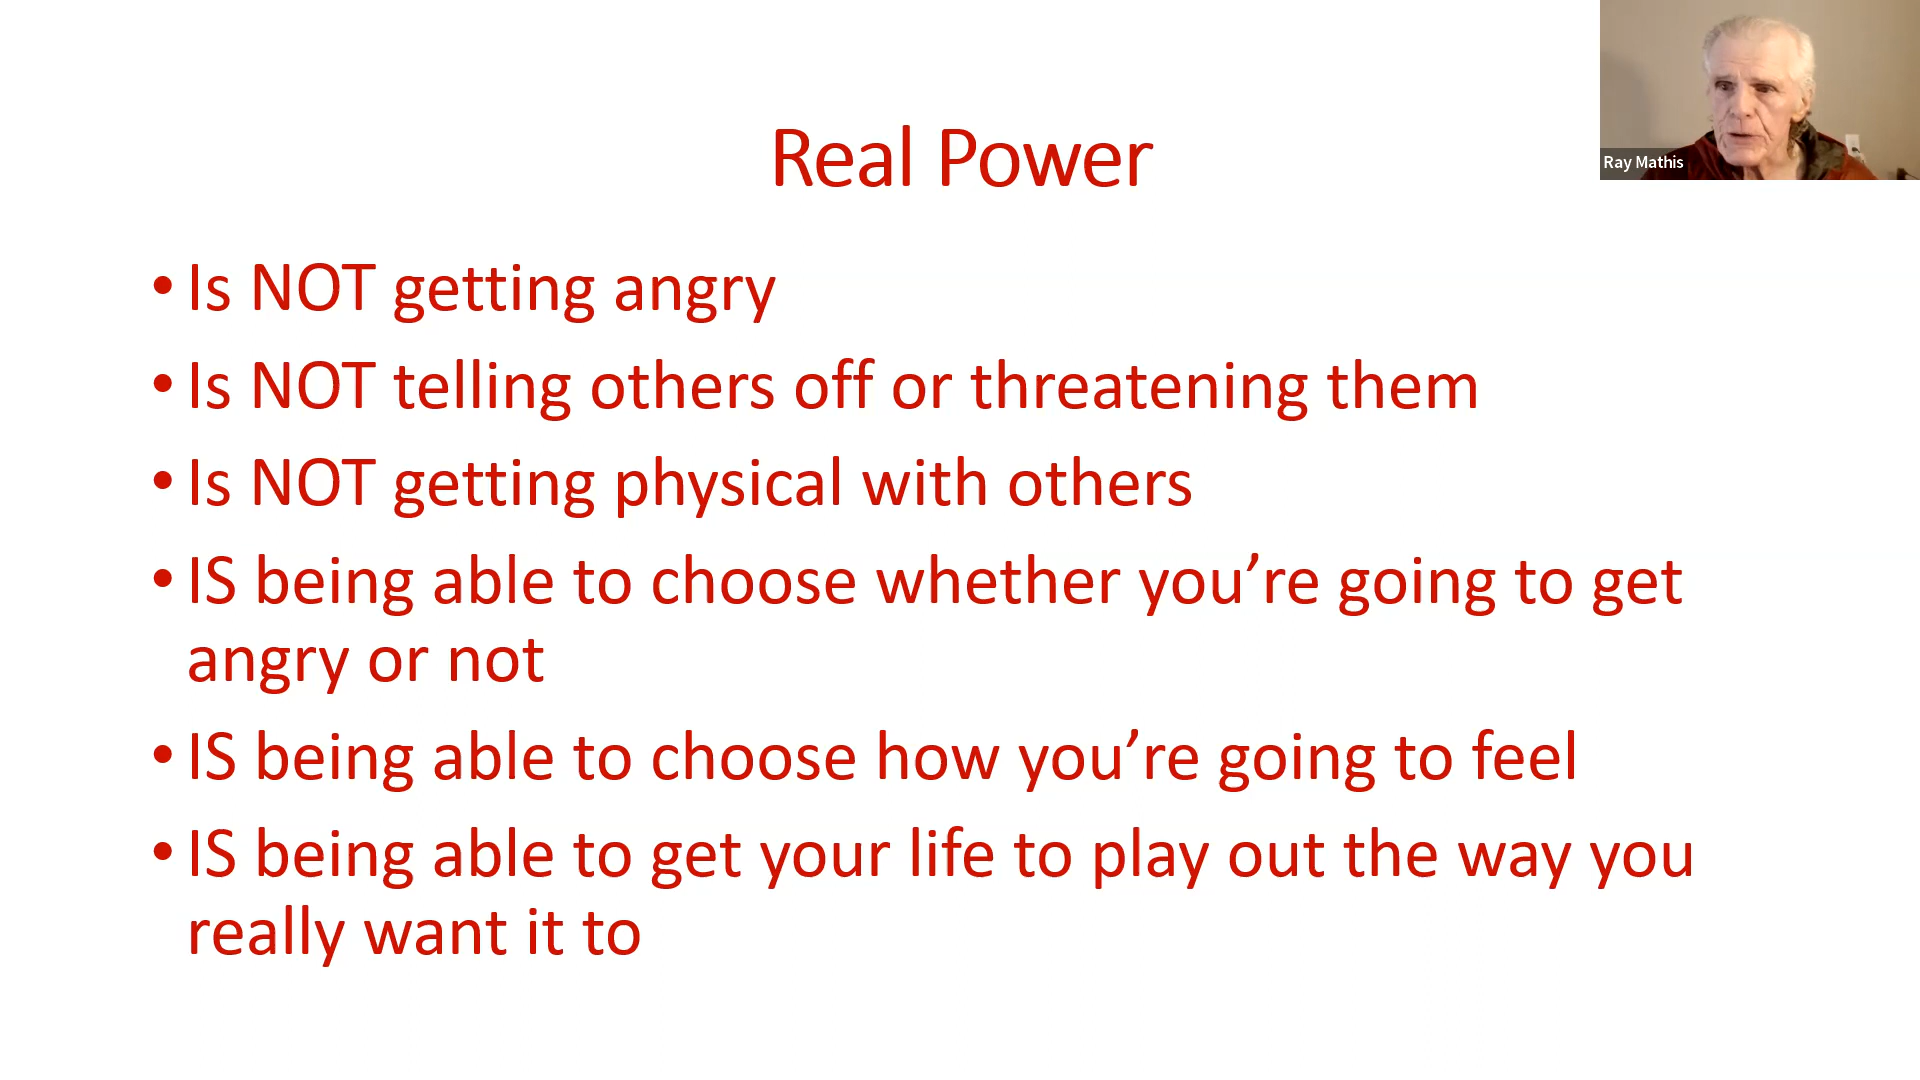 Real Power
Ray Mathis
• Is NOT getting angry
• Is NOT telling others off or threatening them
• Is NOT getting physical with others
• IS being able to choose whether you’re going to get
angry or not
• IS being able to choose how you’re going to feel
• IS being able to get your life to play out the way you
really want it to